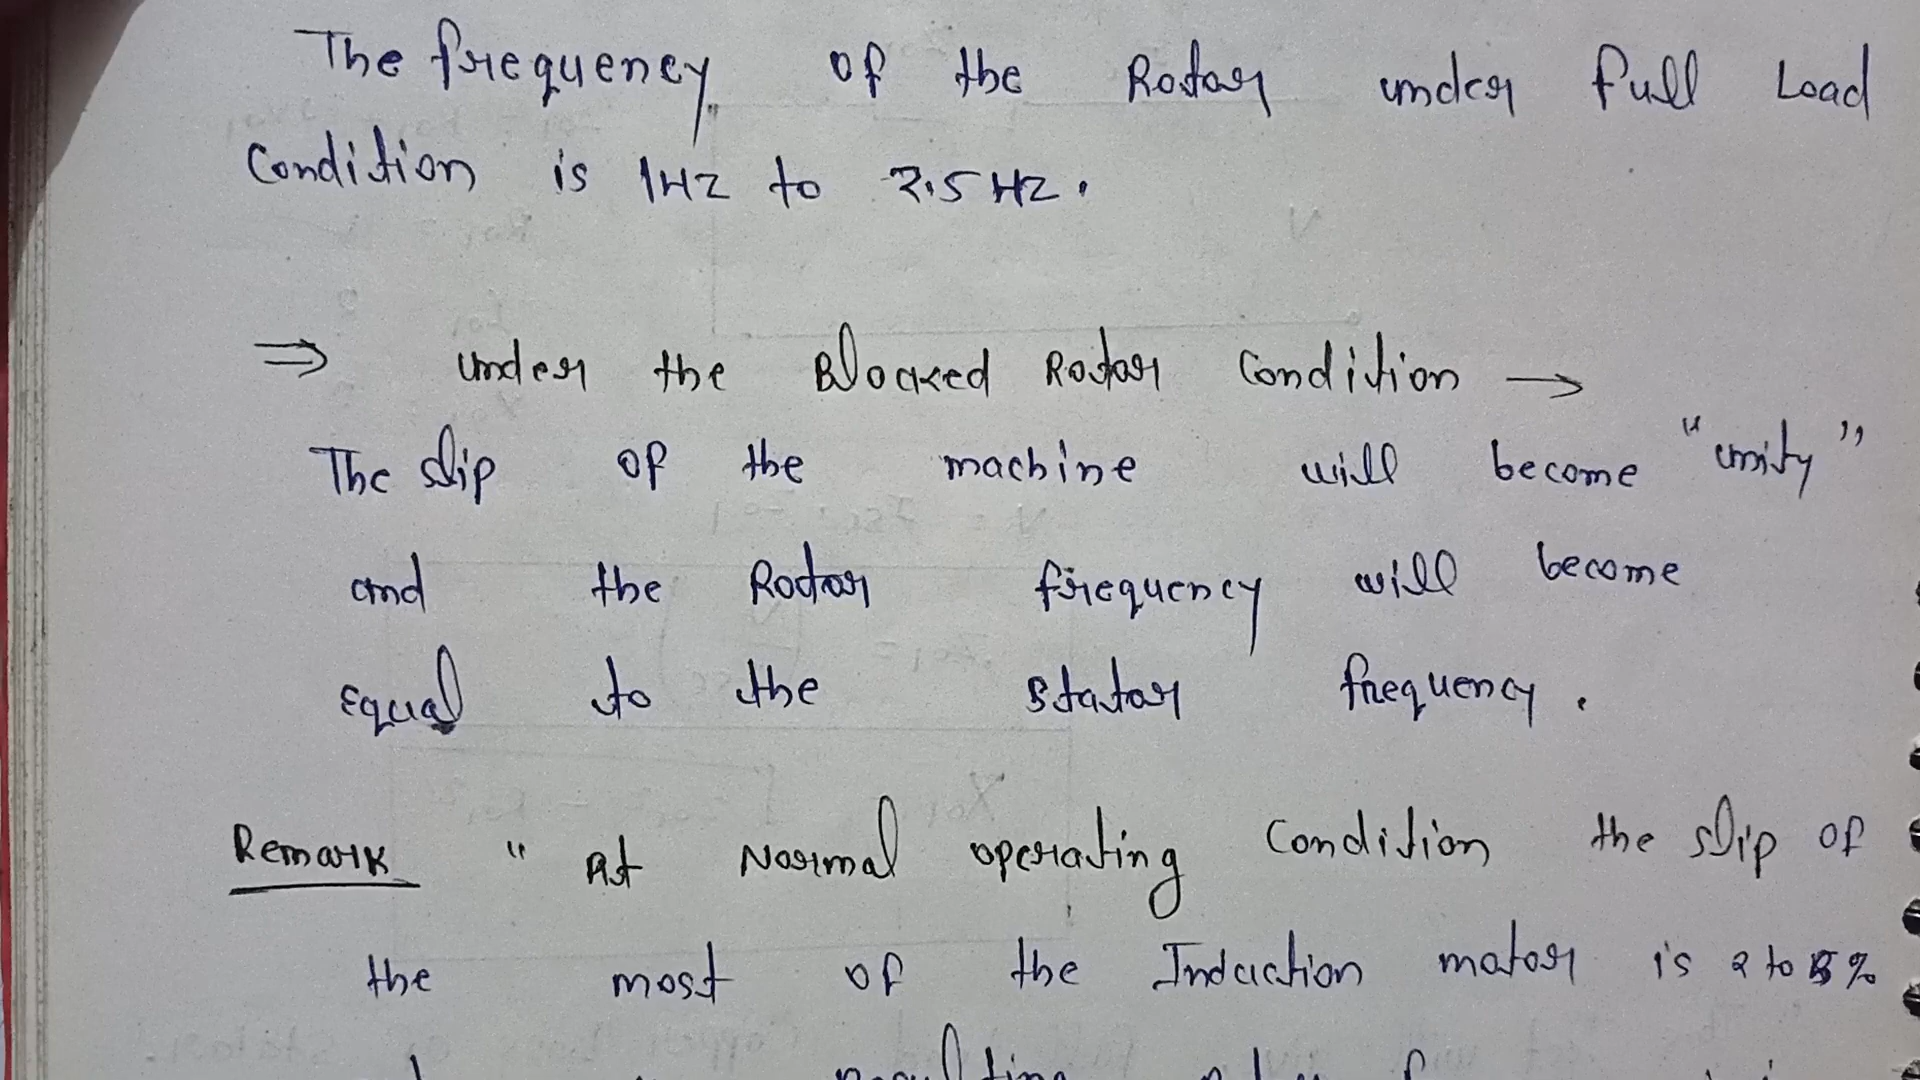 The frequency of the Rotor under full Load
Condition is 1HZ to 2.5 HZ.
⇒ under the Blocked Rotor Condition →
The slip of the machine will become "unity"
and the Rotor frequency will become
Equal to the stator frequency.
Remark " At Normal operating Condition the slip of
the most of the Induction motor is 2 to 5%